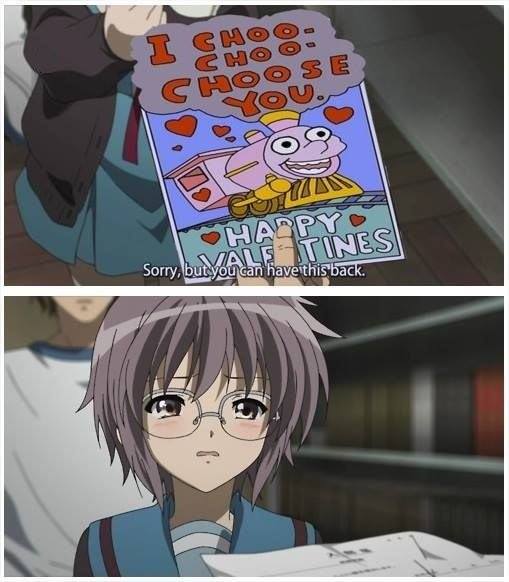 I CHOO-
CHOO-
CHOOSE
YOU.
HAPPY
VALENTINES
Sorry, but you can have this back.